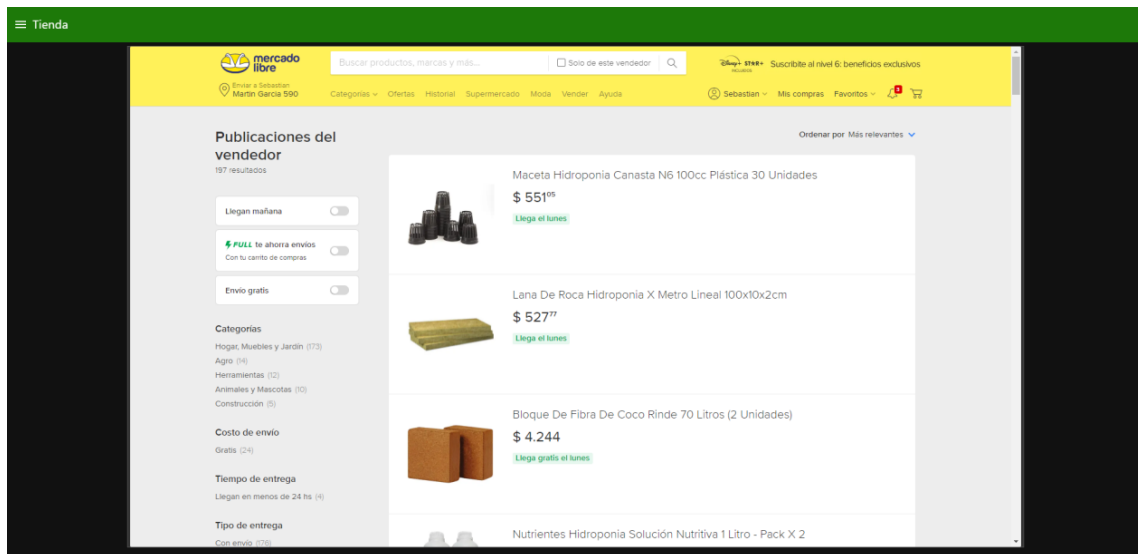 Tienda
mercado
libre
Buscar productos, marcas y más...
Solo de este vendedor
Disney+ STAR+
INCLUIDOS
Suscribite al nivel 6: beneficios exclusivos
Enviar a Sebastian
Martin Garcia 590
Categorías Ofertas Historial Supermercado Moda Vender Ayuda
Sebastian Mis compras Favoritos 3
Publicaciones del
vendedor
197 resultados
Ordenar por Más relevantes
Llegan mañana
FULL te ahorra envíos
Con tu carrito de compras
Envío gratis
Categorías
Hogar, Muebles y Jardín (173)
Agro (14)
Herramientas (12)
Animales y Mascotas (10)
Construcción (5)
Costo de envío
Gratis (24)
Tiempo de entrega
Llegan en menos de 24 hs (4)
Tipo de entrega
Con envío (176)
Maceta Hidroponia Canasta N6 100cc Plástica 30 Unidades
$ 551⁰⁵
Llega el lunes
Lana De Roca Hidroponia X Metro Lineal 100x10x2cm
$ 527⁷⁷
Llega el lunes
Bloque De Fibra De Coco Rinde 70 Litros (2 Unidades)
$ 4.244
Llega gratis el lunes
Nutrientes Hidroponia Solución Nutritiva 1 Litro - Pack X 2